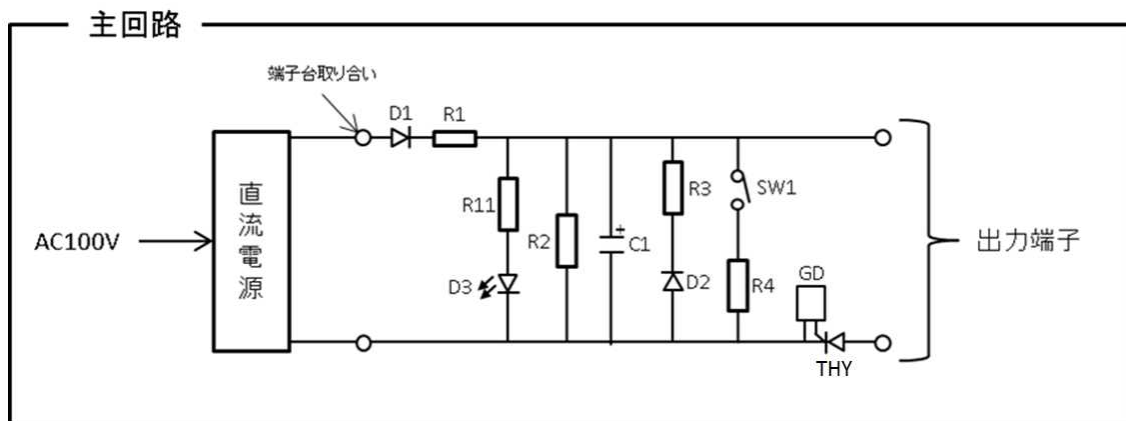 主回路
端子台取り合い
D1
R1
直流電源
AC100V
R11
D3
R2
+
C1
R3
D2
SW1
R4
GD
THY
出力端子